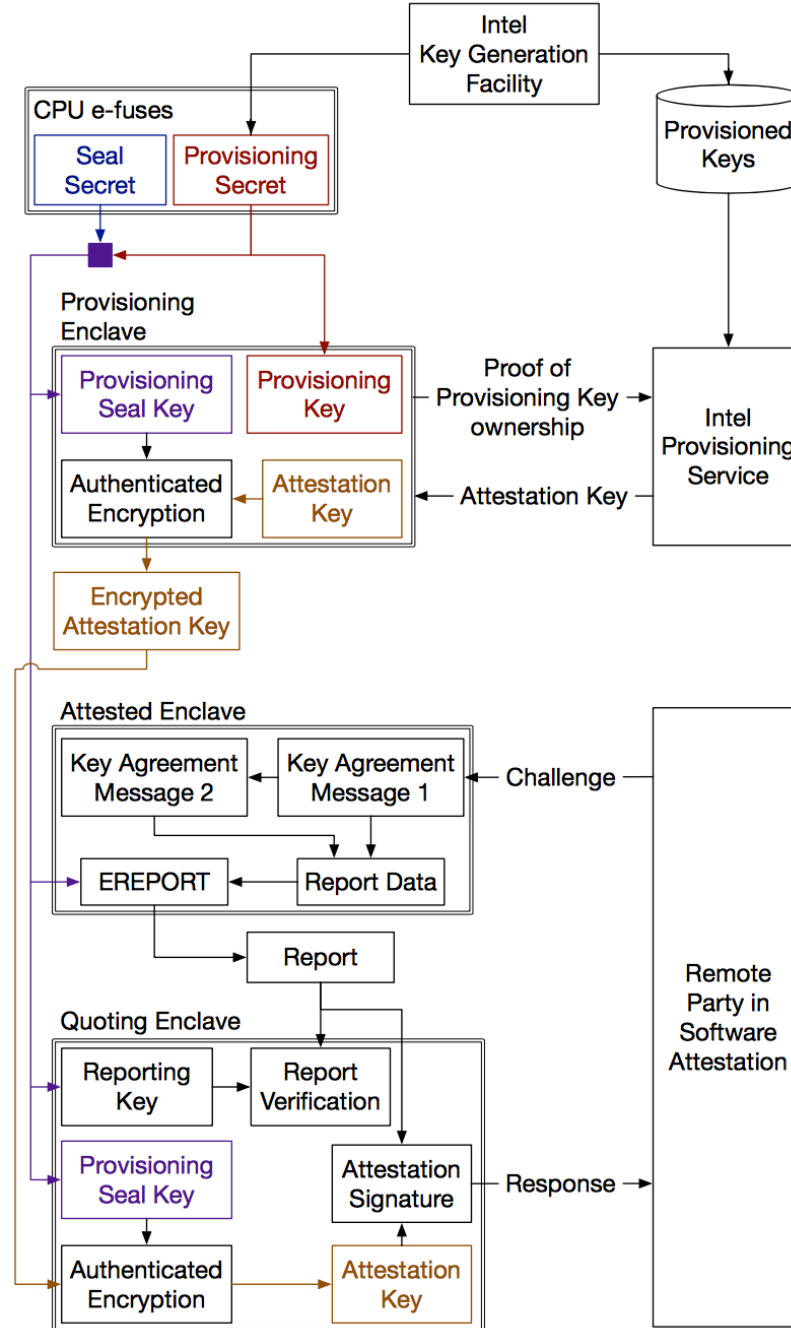 Intel
Key Generation
Facility
CPU e-fuses
Seal
Secret
Provisioning
Secret
Provisioned
Keys
Provisioning
Enclave
Provisioning
Seal Key
Provisioning
Key
Proof of
Provisioning Key
ownership
Intel
Provisioning
Service
Authenticated
Encryption
Attestation
Key
Attestation Key
Encrypted
Attestation Key
Attested Enclave
Key Agreement
Message 2
Key Agreement
Message 1
Challenge
EREPORT
Report Data
Report
Remote
Party in
Software
Attestation
Quoting Enclave
Reporting
Key
Report
Verification
Provisioning
Seal Key
Attestation
Signature
Response
Authenticated
Encryption
Attestation
Key